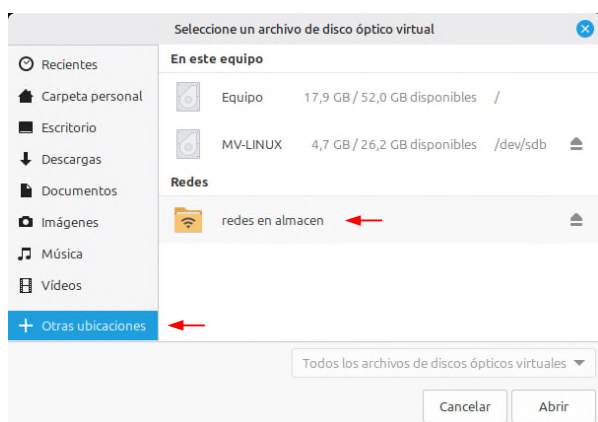 Seleccione un archivo de disco óptico virtual
Recientes
Carpeta personal
Escritorio
Descargas
Documentos
Imágenes
Música
Vídeos
Otras ubicaciones
En este equipo
Equipo 17,9 GB / 52,0 GB disponibles /
MV-LINUX 4,7 GB / 26,2 GB disponibles /dev/sdb
Redes
redes en almacen
Todos los archivos de discos ópticos virtuales
Cancelar Abrir